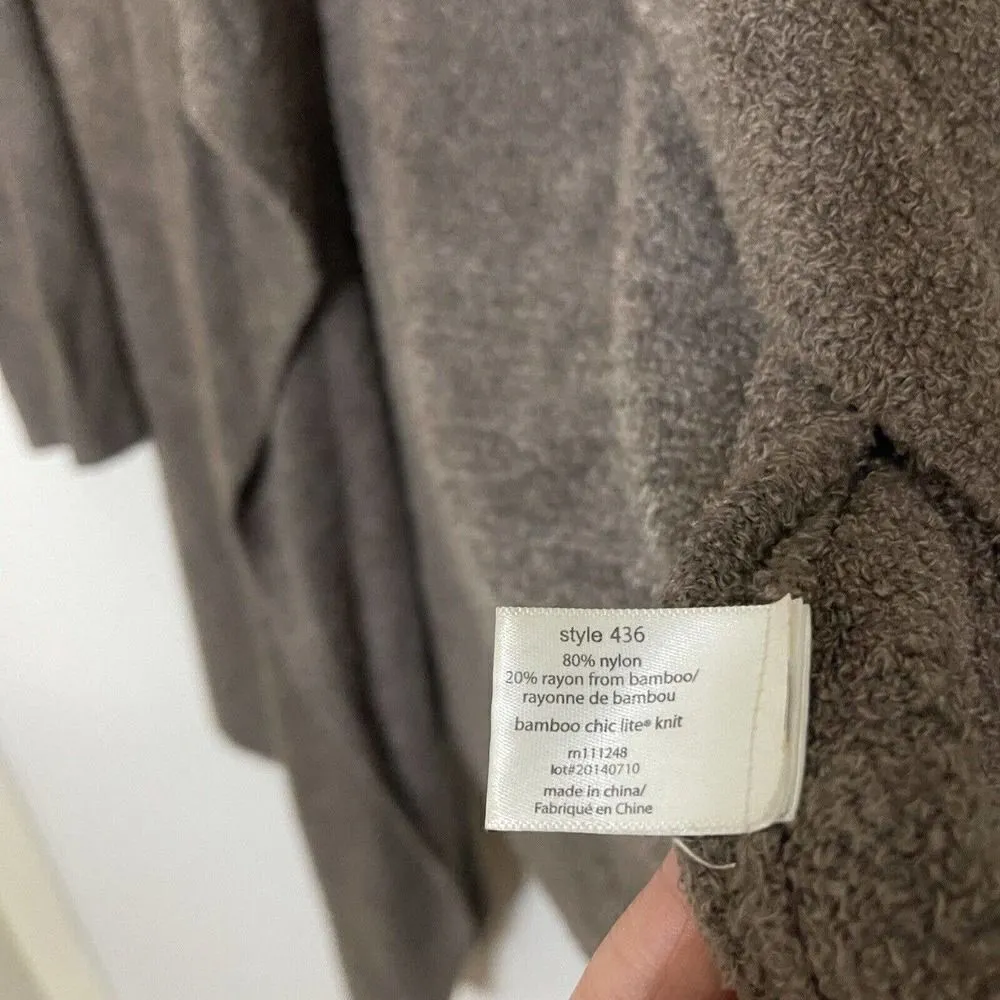 style 436
80% nylon
20% rayon from bamboo/
rayonne de bambou
bamboo chic lite® knit
rn111248
lot#20140710
made in china/
Fabriqué en Chine